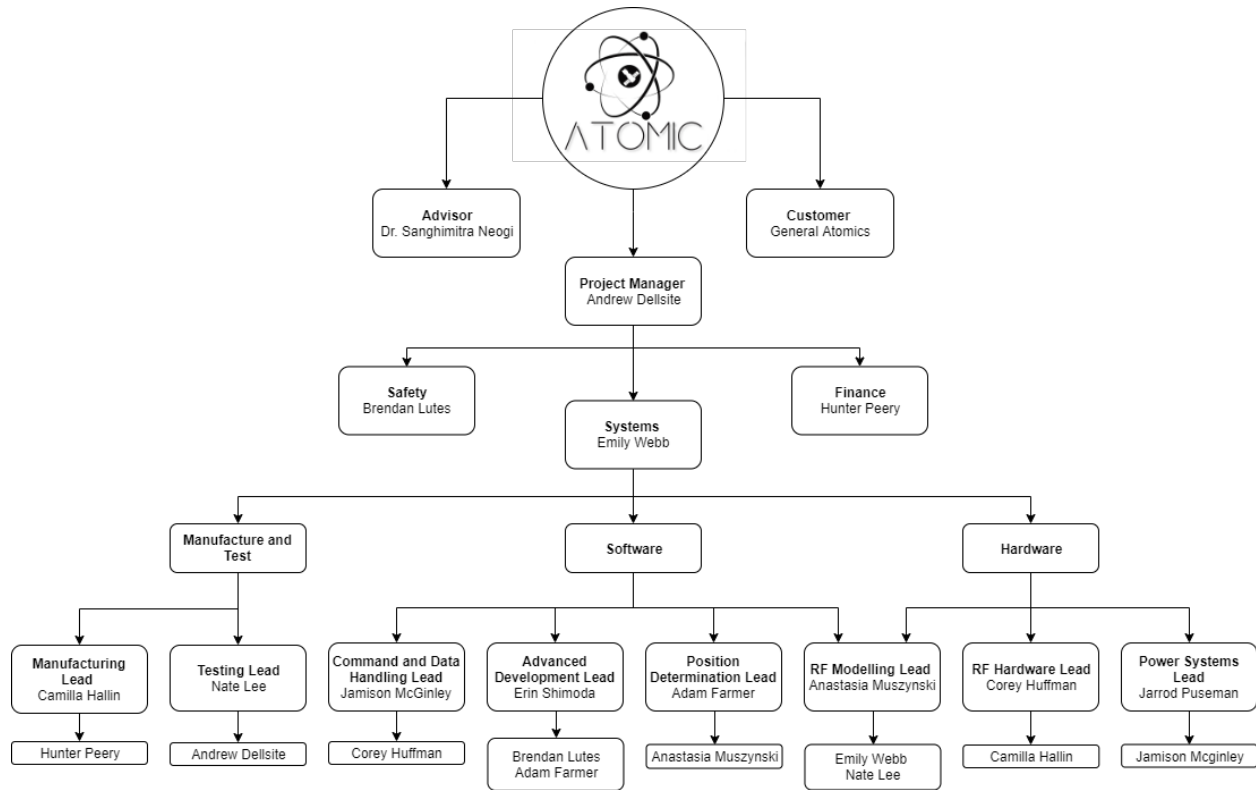 ATOMIC
Advisor
Dr. Sanghimitra Neogi
Customer
General Atomics
Project Manager
Andrew Dellsite
Safety
Brendan Lutes
Finance
Hunter Peery
Systems
Emily Webb
Manufacture and
Test
Software
Hardware
Manufacturing
Lead
Camilla Hallin
Testing Lead
Nate Lee
Command and Data
Handling Lead
Jamison McGinley
Advanced
Development Lead
Erin Shimoda
Position
Determination Lead
Adam Farmer
RF Modelling Lead
Anastasia Muszynski
RF Hardware Lead
Corey Huffman
Power Systems
Lead
Jarrod Puseman
Hunter Peery
Andrew Dellsite
Corey Huffman
Brendan Lutes
Adam Farmer
Anastasia Muszynski
Emily Webb
Nate Lee
Camilla Hallin
Jamison Mcginley